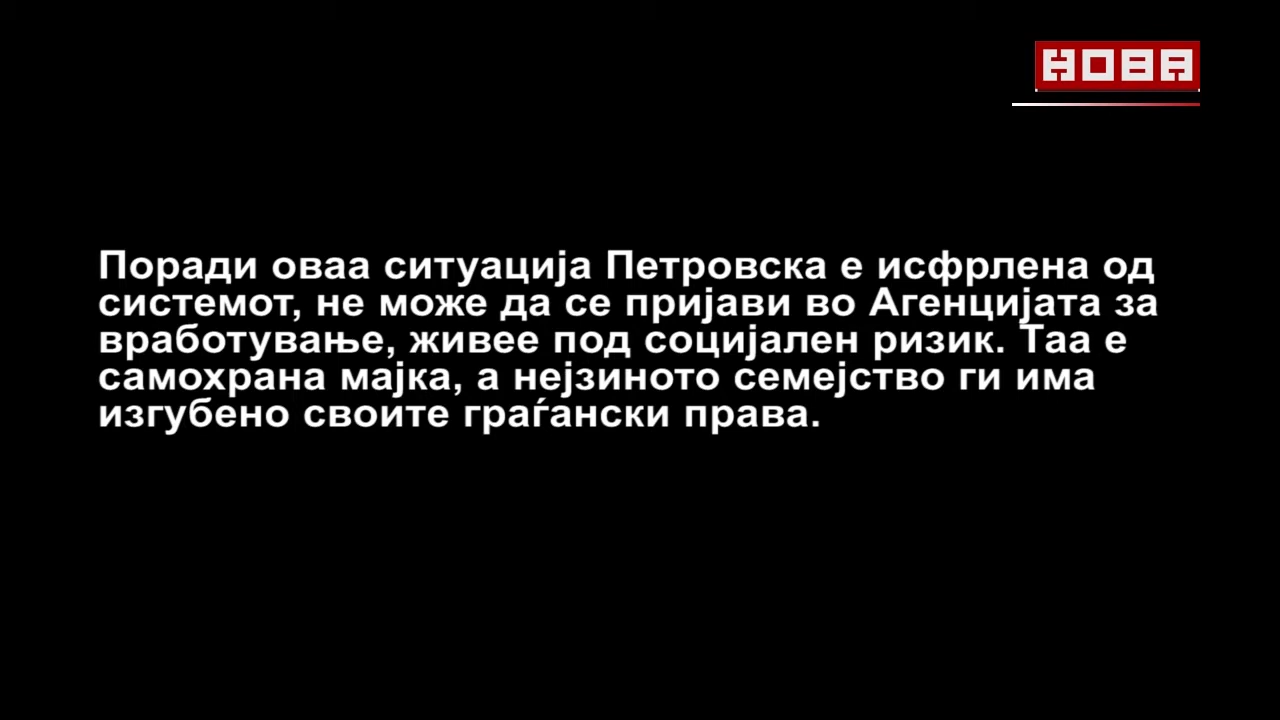 НОВА
Поради оваа ситуација Петровска е исфрлена од
системот, не може да се пријави во Агенцијата за
вработување, живее под социјален ризик. Таа е
самохрана мајка, а нејзиното семејство ги има
изгубено своите граѓански права.